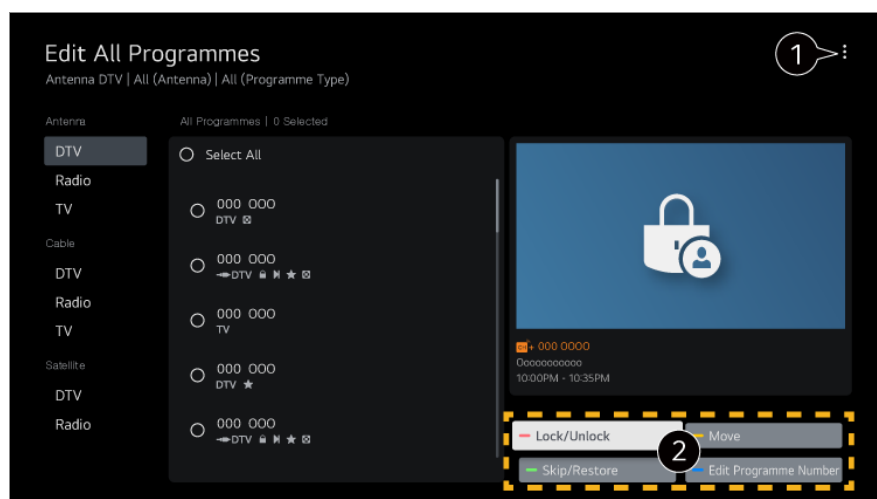 Edit All Programmes
1
Antenna DTV | All (Antenna) | All (Programme Type)
Antenna
DTV
Radio
TV
Cable
DTV
Radio
TV
Satellite
DTV
Radio
All Programmes | 0 Selected
Select All
000 000
DTV
000 000
DTV
000 000
TV
000 000
DTV
000 000
DTV
+ 000 0000
Ooooooooooo
10:00PM - 10:35PM
Lock/Unlock
Move
2
Skip/Restore
Edit Programme Number